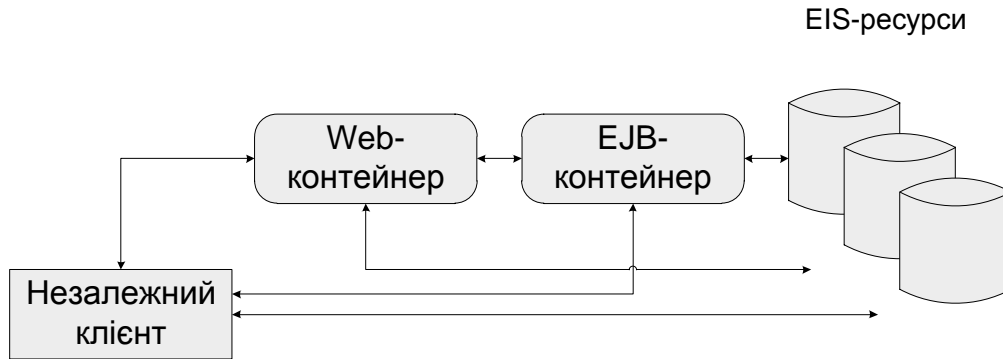 EIS-ресурси
Web-
контейнер
EJB-
контейнер
Незалежний
клієнт